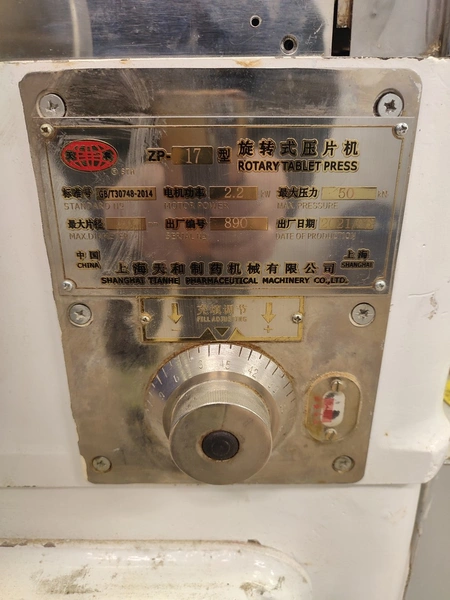 天和
ZP- 17 型 旋转式压片机
ROTARY TABLET PRESS
标准号 GB/T30748-2014 电机功率 2.2 kW 最大压力 50 kN
STANDARD NO MOTOR POWER MAX. PRESSURE
最大片径 出厂编号 890 出厂日期
DATE OF PRODUCTION
中国 上海
CHINA SHANGHAI
上海天和制药机械有限公司
SHANGHAI TIANHE PHARMACEUTICAL MACHINERY CO.,LTD.
充填调节
FILL ADJUSTING
- +